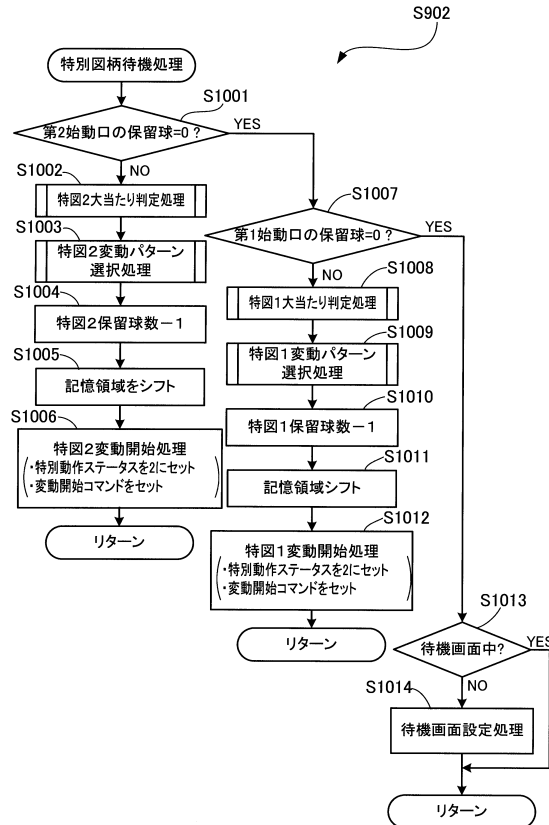 S902
特別図柄待機処理
S1001
第2始動口の保留球=0？
YES
NO
S1002
特図2大当たり判定処理
S1003
特図2変動パターン
選択処理
S1004
特図2保留球数－1
S1005
記憶領域をシフト
S1006
特図2変動開始処理
・特別動作ステータスを2にセット
・変動開始コマンドをセット
リターン
S1007
第1始動口の保留球=0？
YES
NO
S1008
特図1大当たり判定処理
S1009
特図1変動パターン
選択処理
S1010
特図1保留球数－1
S1011
記憶領域シフト
S1012
特図1変動開始処理
・特別動作ステータスを2にセット
・変動開始コマンドをセット
リターン
S1013
待機画面中?
YES
NO
S1014
待機画面設定処理
リターン